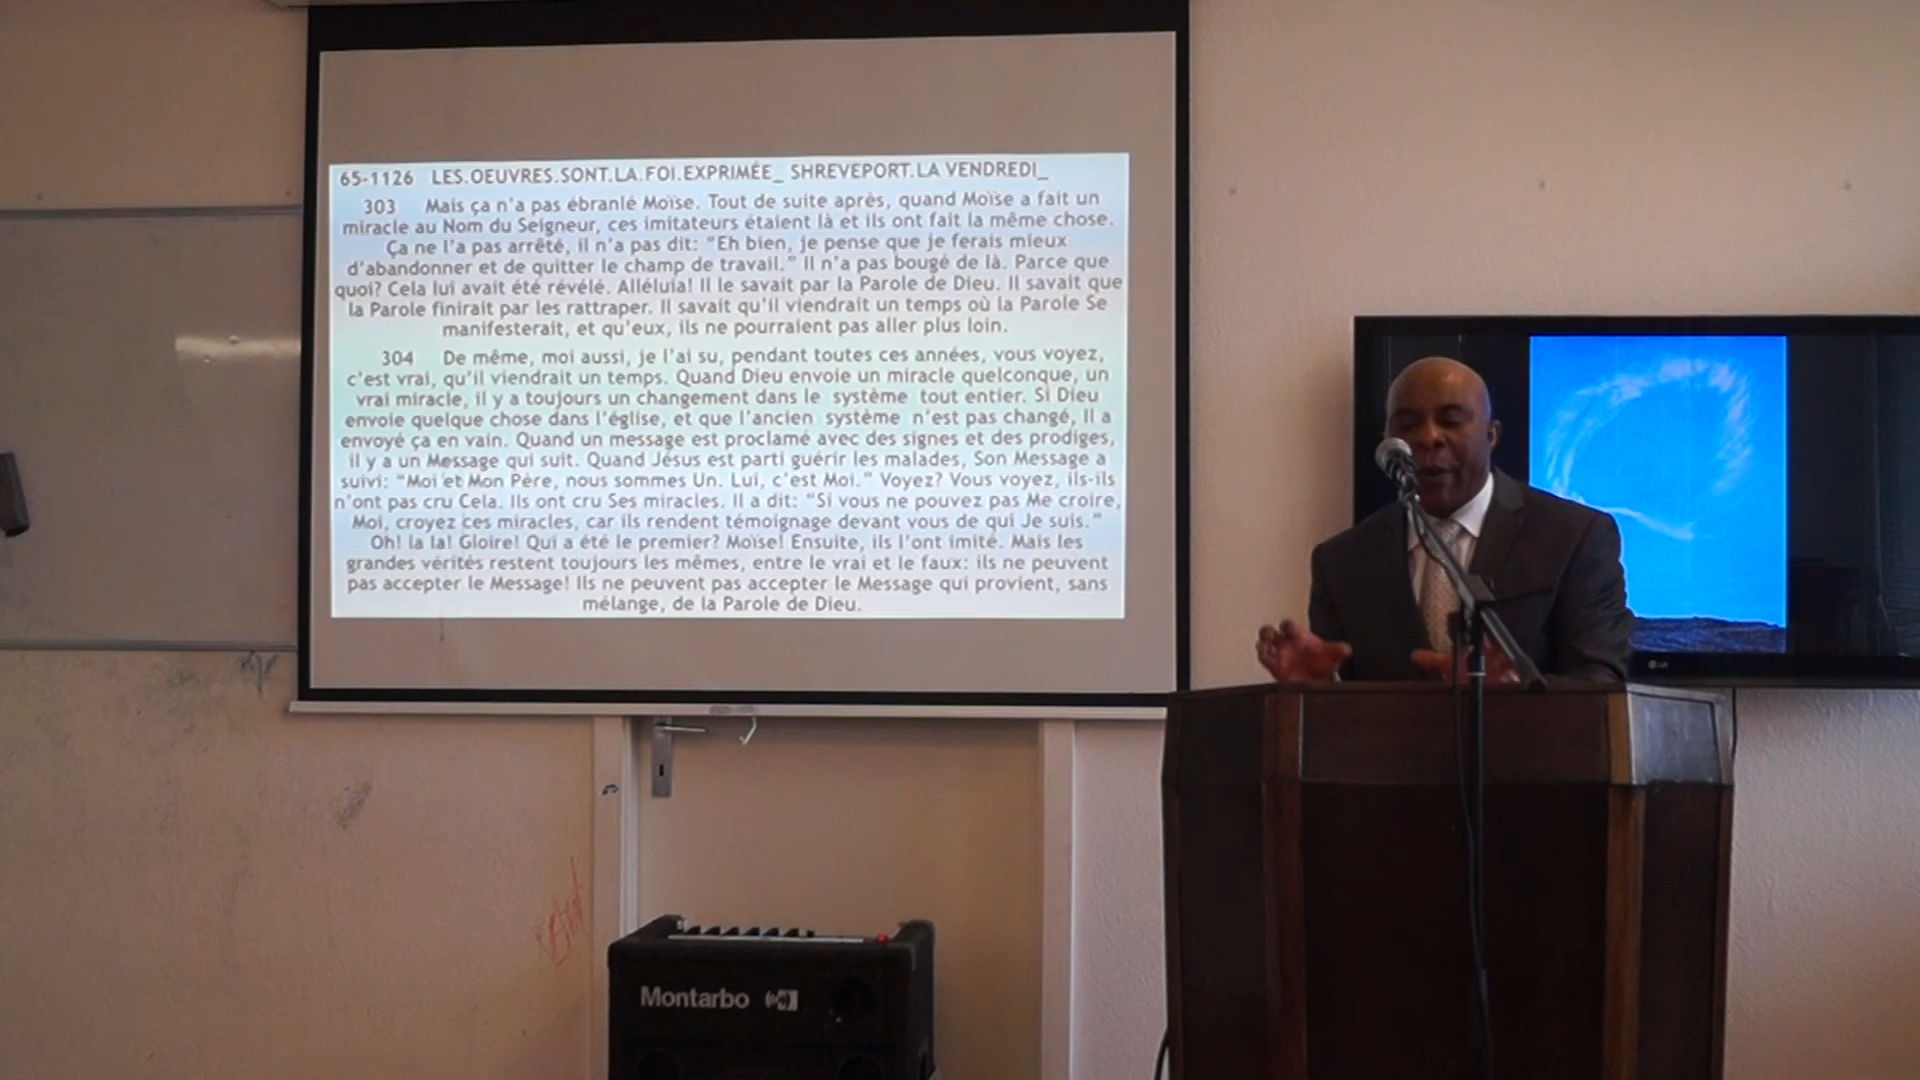 65-1126 LES.OEUVRES.SONT.LA.FOI.EXPRIMÉE_ SHREVEPORT.LA VENDREDI_
303 Mais ça n'a pas ébranlé Moïse. Tout de suite après, quand Moïse a fait un
miracle au Nom du Seigneur, ces imitateurs étaient là et ils ont fait la même chose.
Ça ne l'a pas arrêté, il n'a pas dit: “Eh bien, je pense que je ferais mieux
d'abandonner et de quitter le champ de travail.” Il n'a pas bougé de là. Parce que
quoi? Cela lui avait été révélé. Alléluia! Il le savait par la Parole de Dieu. Il savait que
la Parole finirait par les rattraper. Il savait qu'il viendrait un temps où la Parole Se
manifesterait, et qu'eux, ils ne pourraient pas aller plus loin.
304 De même, moi aussi, je l'ai su, pendant toutes ces années, vous voyez,
c'est vrai, qu'il viendrait un temps. Quand Dieu envoie un miracle quelconque, un
vrai miracle, il y a toujours un changement dans le système tout entier. Si Dieu
envoie quelque chose dans l'église, et que l'ancien système n'est pas changé, Il a
envoyé ça en vain. Quand un message est proclamé avec des signes et des prodiges,
il y a un Message qui suit. Quand Jésus est parti guérir les malades, Son Message a
suivi: “Moi et Mon Père, nous sommes Un. Lui, c'est Moi.” Voyez? Vous voyez, ils-ils
n'ont pas cru Cela. Ils ont cru Ses miracles. Il a dit: “Si vous ne pouvez pas Me croire,
Moi, croyez ces miracles, car ils rendent témoignage devant vous de qui Je suis.”
Oh! la la! Gloire! Qui a été le premier? Moïse! Ensuite, ils l'ont imité. Mais les
grandes vérités restent toujours les mêmes, entre le vrai et le faux: ils ne peuvent
pas accepter le Message! Ils ne peuvent pas accepter le Message qui provient, sans
mélange, de la Parole de Dieu.
LG
Montarbo